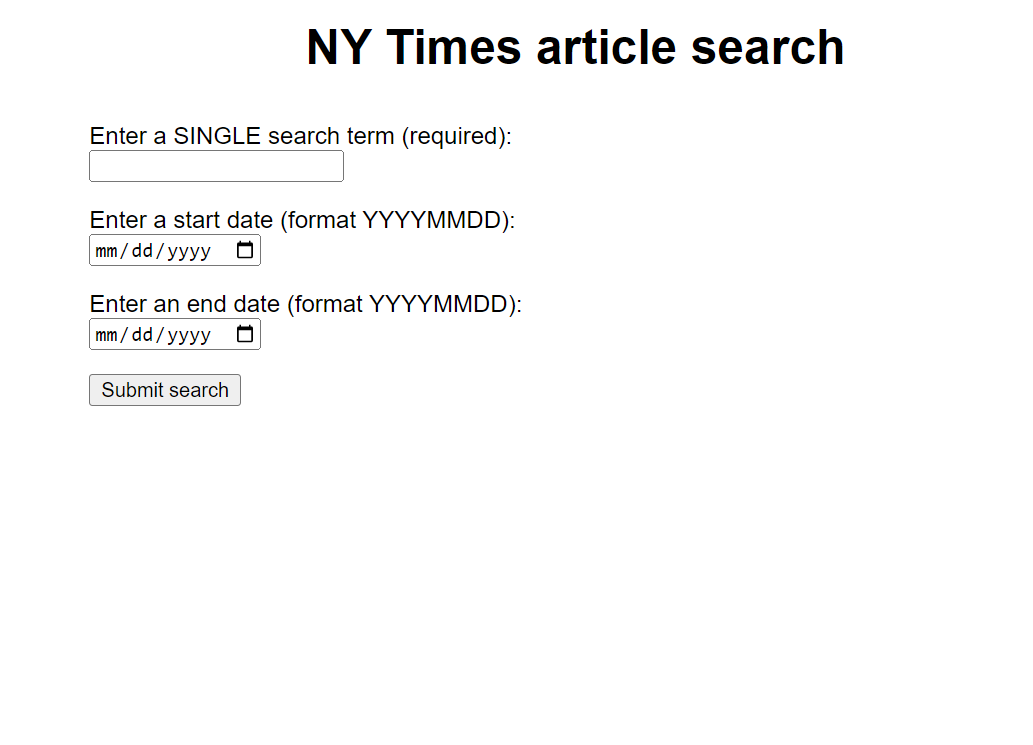 NY Times article search
Enter a SINGLE search term (required):
Enter a start date (format YYYYMMDD):
mm/dd/yyyy
Enter an end date (format YYYYMMDD):
mm/dd/yyyy
Submit search